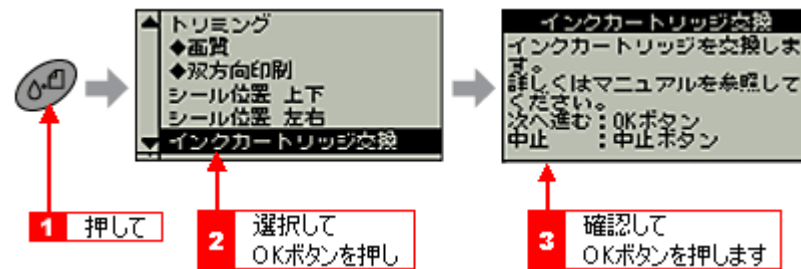 トリミング
◆画質
◆双方向印刷
シール位置 上下
シール位置 左右
インクカートリッジ交換
インクカートリッジ交換
インクカートリッジを交換しま
す。
詳しくはマニュアルを参照して
ください。
次へ進む：OKボタン
中止　　：中止ボタン
1 押して
2 選択して
OKボタンを押し
3 確認して
OKボタンを押します